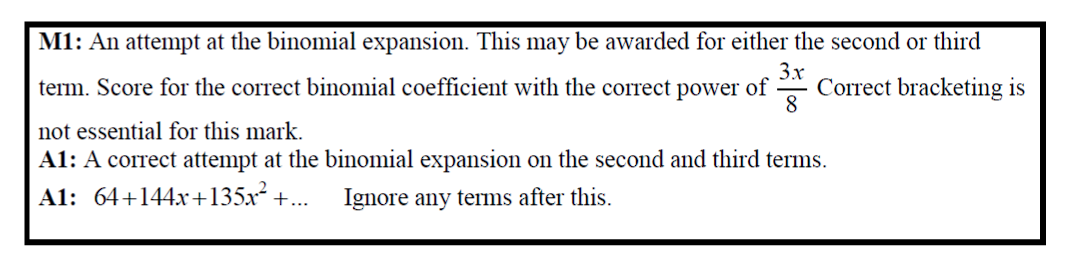 M1: An attempt at the binomial expansion. This may be awarded for either the second or third
term. Score for the correct binomial coefficient with the correct power of 3x/8 Correct bracketing is
not essential for this mark.
A1: A correct attempt at the binomial expansion on the second and third terms.
A1: 64+144x+135x²+... Ignore any terms after this.